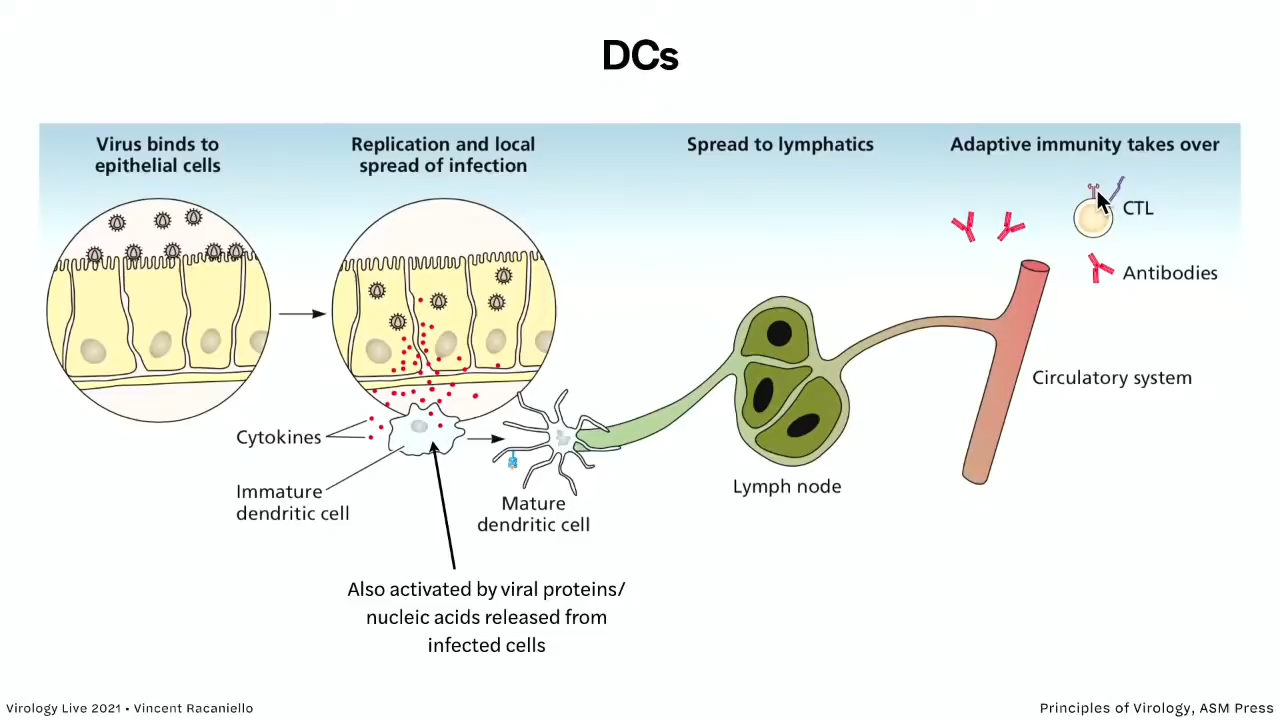 DCs
Virus binds to
epithelial cells
Replication and local
spread of infection
Spread to lymphatics
Adaptive immunity takes over
CTL
Antibodies
Circulatory system
Cytokines
Immature
dendritic cell
Mature
dendritic cell
Lymph node
Also activated by viral proteins/
nucleic acids released from
infected cells
Virology Live 2021 • Vincent Racaniello
Principles of Virology, ASM Press